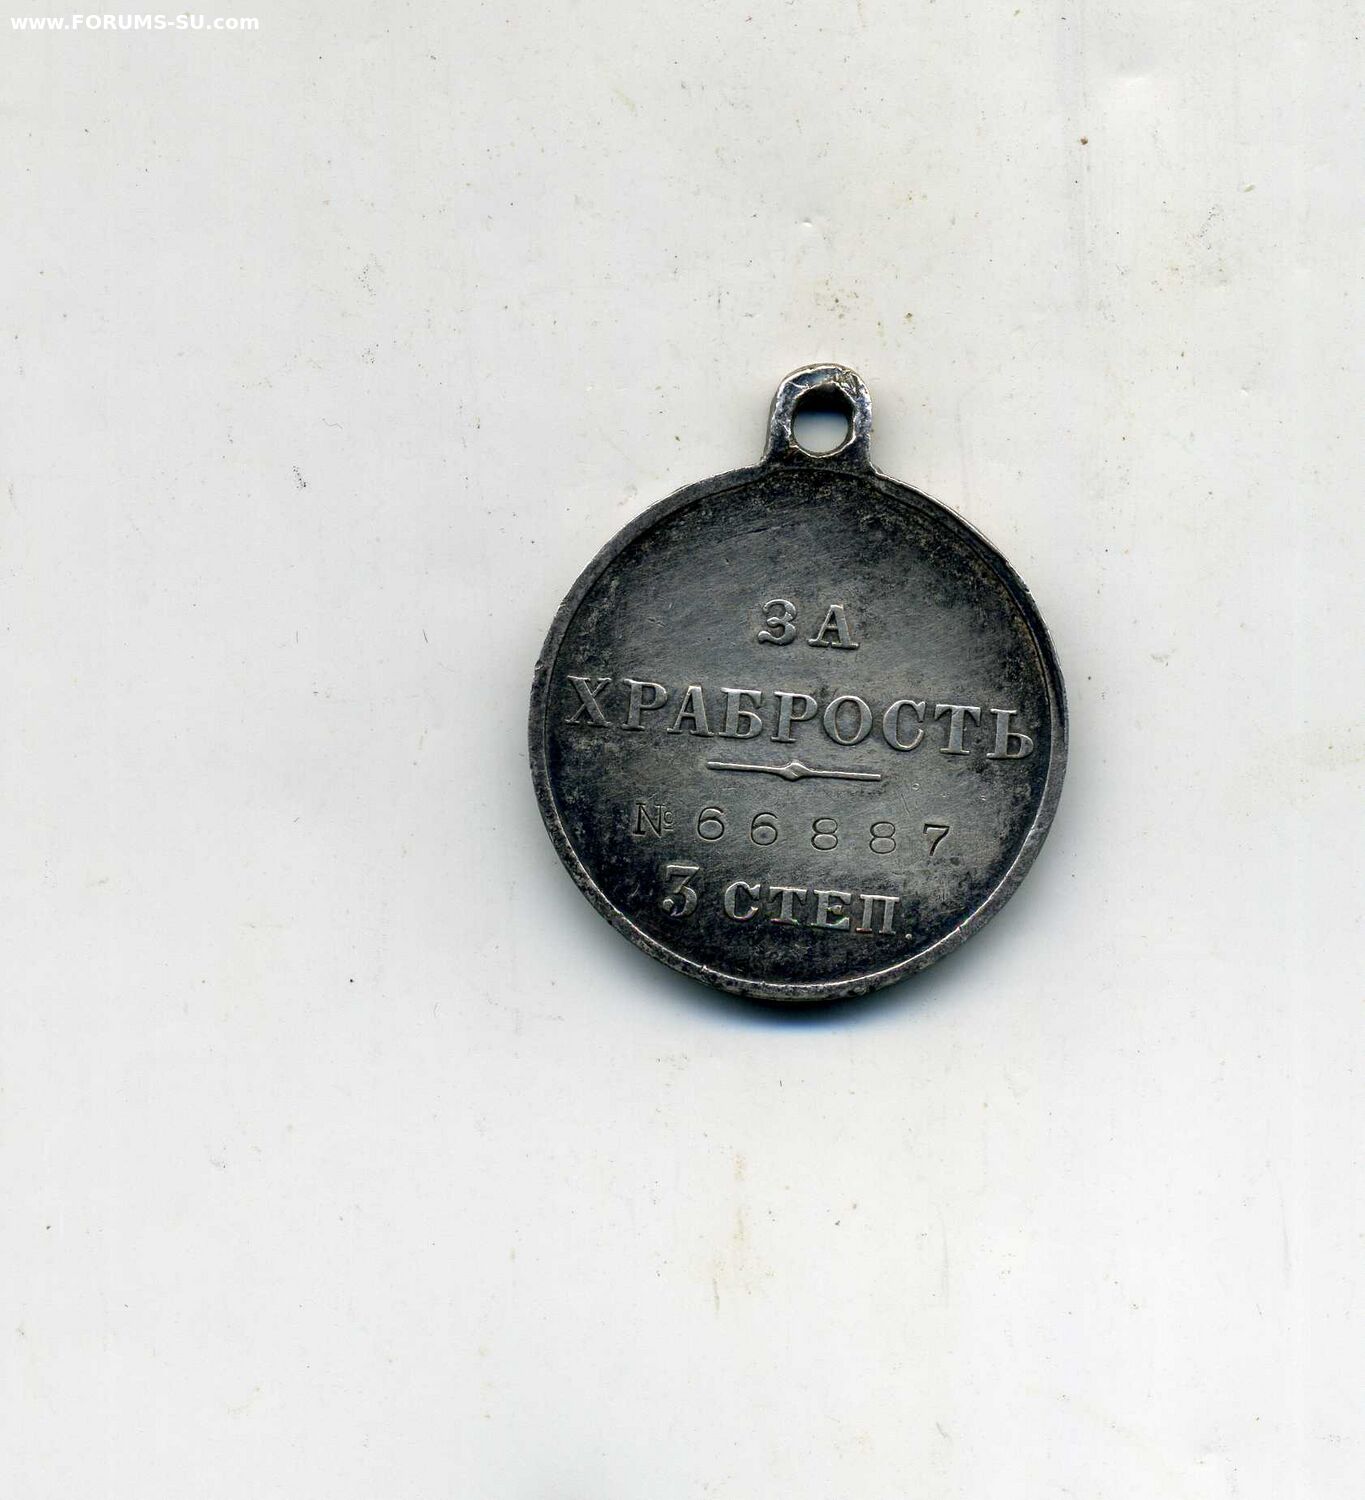 www.FORUMS-SU.com
ЗА
ХРАБРОСТЬ
№ 66887
3 СТЕП.